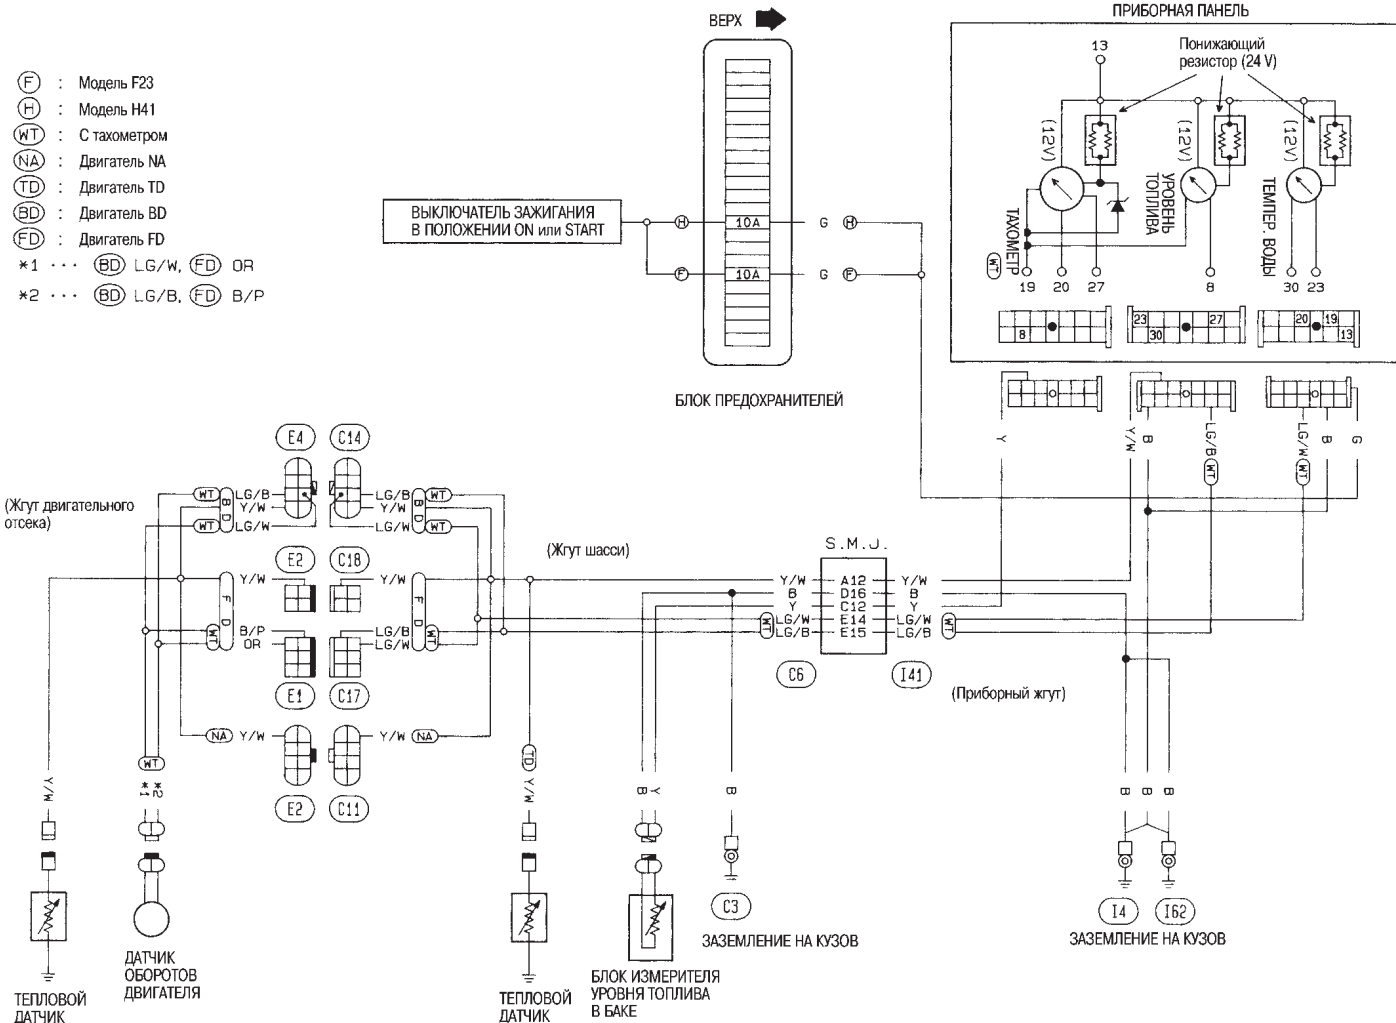 ВЕРХ
ПРИБОРНАЯ ПАНЕЛЬ
F : Модель F23
H : Модель H41
WT : С тахометром
NA : Двигатель NA
TD : Двигатель TD
BD : Двигатель BD
FD : Двигатель FD
*1 ··· BD LG/W, FD OR
*2 ··· BD LG/B, FD B/P
ВЫКЛЮЧАТЕЛЬ ЗАЖИГАНИЯ
В ПОЛОЖЕНИИ ON или START
H 10A G H
F 10A G F
БЛОК ПРЕДОХРАНИТЕЛЕЙ
13
Понижающий
резистор (24 V)
(12V) (12V) (12V)
WT ТАХОМЕТР
УРОВЕНЬ
ТОПЛИВА
ТЕМПЕР. ВОДЫ
19 20 27 8 30 23
8 23 30 27 20 19 13
Y Y/W B LG/B WT LG/W WT B G
(Жгут двигательного
отсека)
E4 C14
WT BD LG/B LG/B BD WT
Y/W Y/W
WT LG/W LG/W WT
E2 C18
Y/W Y/W
FD FD
WT B/P LG/B WT
OR LG/W
E1 C17
NA Y/W Y/W NA
E2 C11
(Жгут шасси)
S.M.J.
Y/W A12 Y/W
B D16 B
Y C12 Y
WT LG/W E14 LG/W WT
LG/B E15 LG/B
C6 I41
(Приборный жгут)
Y/W
WT
*1 *2
TD Y/W
B Y B
B B B
C3
ЗАЗЕМЛЕНИЕ НА КУЗОВ
I4 I62
ЗАЗЕМЛЕНИЕ НА КУЗОВ
ТЕПЛОВОЙ
ДАТЧИК
ДАТЧИК
ОБОРОТОВ
ДВИГАТЕЛЯ
ТЕПЛОВОЙ
ДАТЧИК
БЛОК ИЗМЕРИТЕЛЯ
УРОВНЯ ТОПЛИВА
В БАКЕ